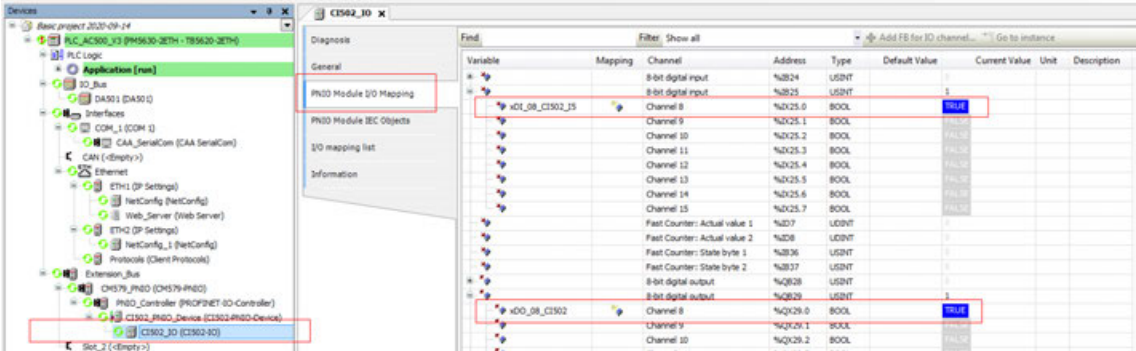 Devices
Basic project 2020-09-14
PLC_AC500_V3 (PM5630-2ETH - TB5620-2ETH)
PLC Logic
Application [run]
IO_Bus
DA501 (DA501)
Interfaces
COM_1 (COM 1)
CAA_SerialCom (CAA SerialCom)
CAN (<Empty>)
Ethernet
ETH1 (IP Settings)
NetConfig (NetConfig)
Web_Server (Web Server)
ETH2 (IP Settings)
NetConfig_1 (NetConfig)
Protocols (Client Protocols)
Extension_Bus
CM579_PNIO (CM579-PNIO)
PNIO_Controller (PROFINET-IO-Controller)
CI502_PNIO_Device (CI502-PNIO-Device)
CI502_IO (CI502-IO)
Slot_2 (<Empty>)
CI502_IO x
Diagnosis
General
PNIO Module I/O Mapping
PNIO Module IEC Objects
I/O mapping list
Information
Find Filter Show all Add FB for IO channel... Go to instance
Variable Mapping Channel Address Type Default Value Current Value Unit Description
8-bit digital input %IB24 USINT
8-bit digital input %IB25 USINT 1
xDI_08_CI502_I5 Channel 8 %IX25.0 BOOL TRUE
Channel 9 %IX25.1 BOOL FALSE
Channel 10 %IX25.2 BOOL FALSE
Channel 11 %IX25.3 BOOL FALSE
Channel 12 %IX25.4 BOOL FALSE
Channel 13 %IX25.5 BOOL FALSE
Channel 14 %IX25.6 BOOL FALSE
Channel 15 %IX25.7 BOOL FALSE
Fast Counter: Actual value 1 %ID7 UDINT
Fast Counter: Actual value 2 %ID8 UDINT
Fast Counter: State byte 1 %IB36 USINT
Fast Counter: State byte 2 %IB37 USINT
8-bit digital output %QB28 USINT
8-bit digital output %QB29 USINT 1
xDO_08_CI502 Channel 8 %QX29.0 BOOL TRUE
Channel 9 %QX29.1 BOOL FALSE
Channel 10 %QX29.2 BOOL FALSE